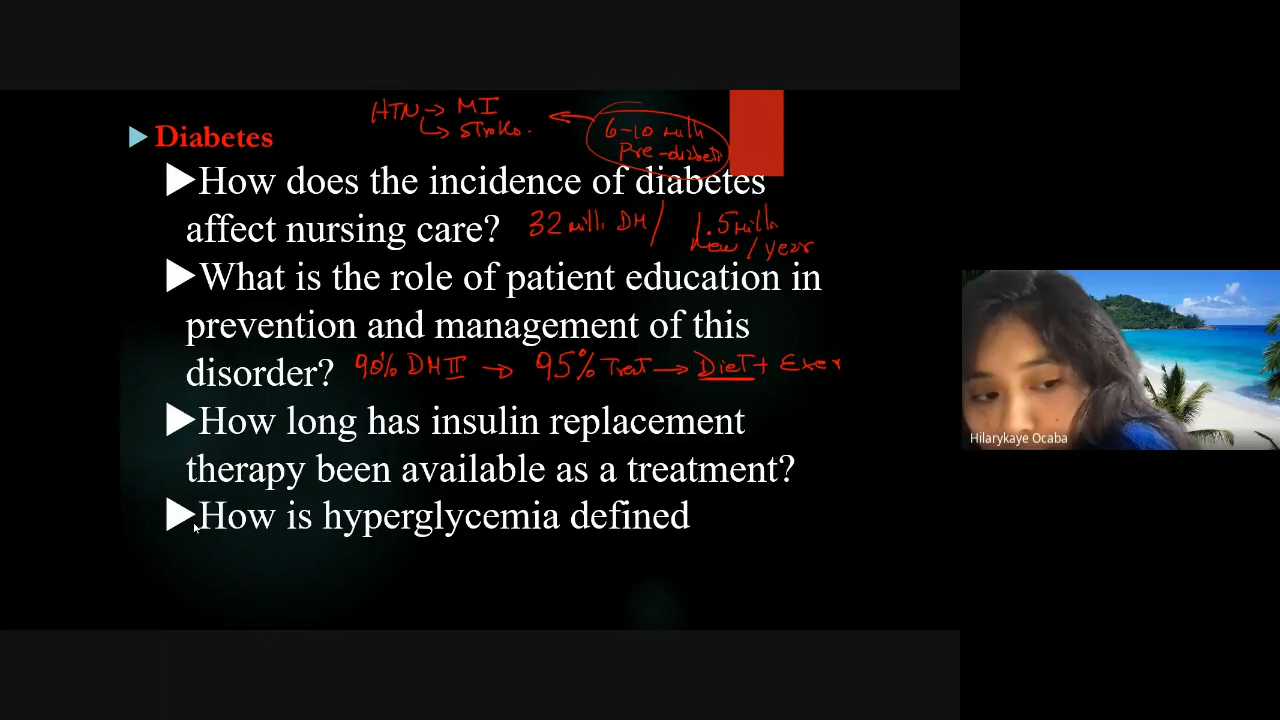 HTN → MI
↳ stroke.
← 6-10 mill
Pre-diabeti
Diabetes
▶How does the incidence of diabetes
affect nursing care? 32 mill. DM / 1.5 mill
New / year
▶What is the role of patient education in
prevention and management of this
disorder? 90% DM II → 95% Treat → Diet + Exer
▶How long has insulin replacement
therapy been available as a treatment?
▶How is hyperglycemia defined
Hilarykaye Ocaba